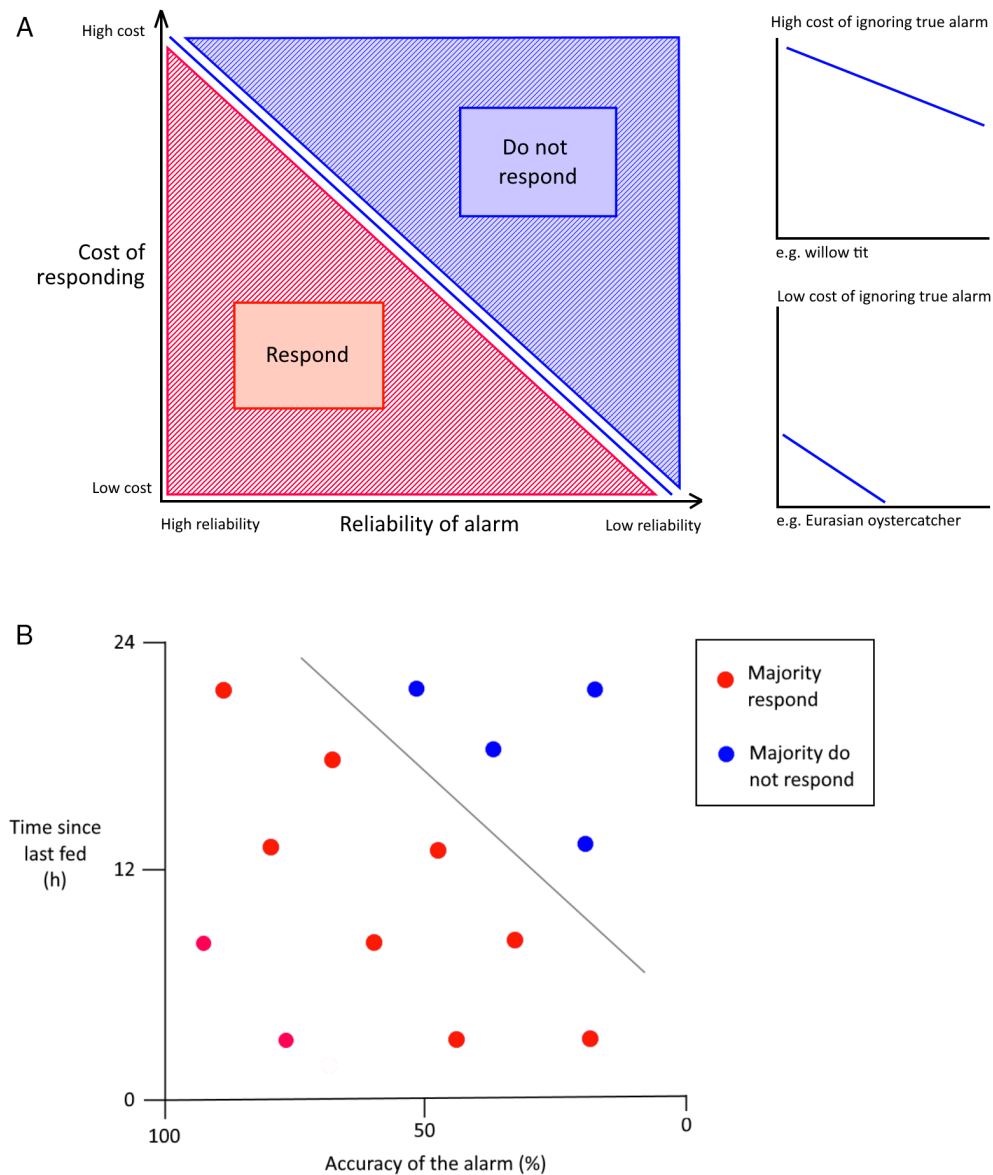 A
High cost
Do not
respond
Cost of
responding
Respond
Low cost
High reliability
Reliability of alarm
Low reliability
High cost of ignoring true alarm
e.g. willow tit
Low cost of ignoring true alarm
e.g. Eurasian oystercatcher
B
24
Majority
respond
Majority do
not respond
Time since
last fed
(h)
12
0
100
50
0
Accuracy of the alarm (%)